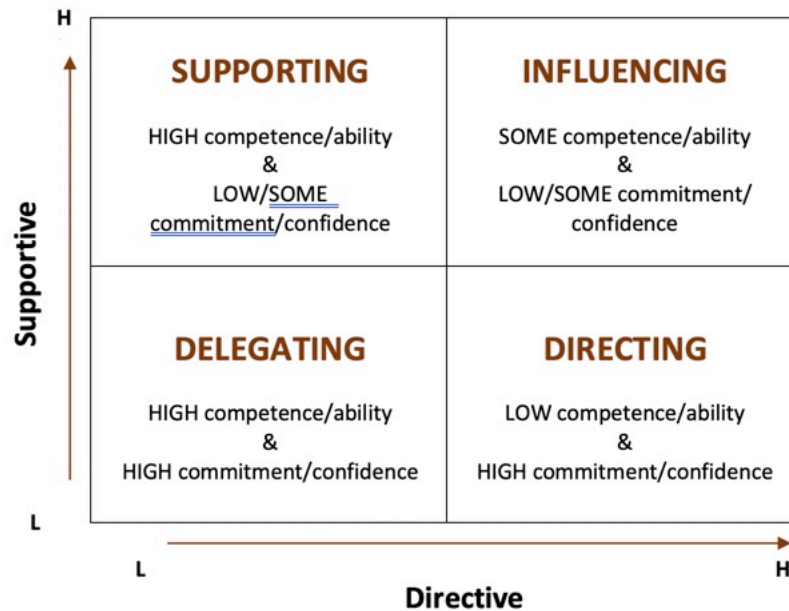 H
SUPPORTING
HIGH competence/ability
&
LOW/SOME
commitment/confidence
INFLUENCING
SOME competence/ability
&
LOW/SOME commitment/
confidence
Supportive
DELEGATING
HIGH competence/ability
&
HIGH commitment/confidence
DIRECTING
LOW competence/ability
&
HIGH commitment/confidence
L
L
H
Directive